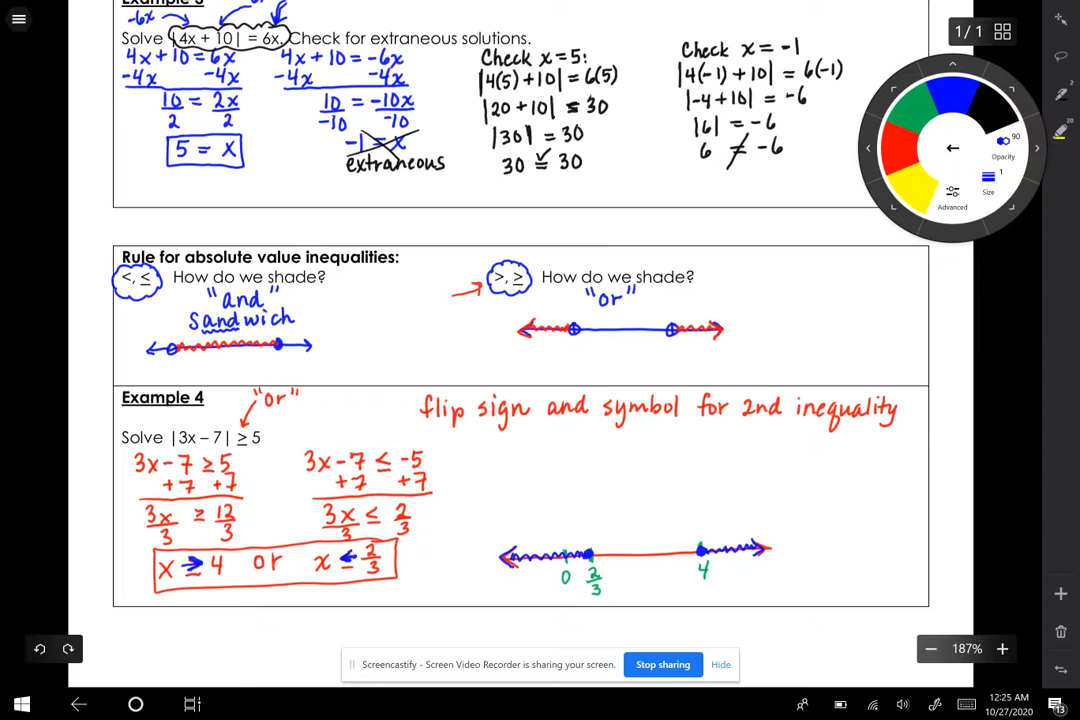 -6x
Solve |4x + 10| = 6x. Check for extraneous solutions.
4x+10=6x
-4x -4x
10 = 2x
2 2
5 = x
4x+10=-6x
-4x -4x
10 = -10x
-10 -10
-1 = x
extraneous
Check x=5:
|4(5)+10|=6(5)
|20+10| = 30
|30| = 30
30 = 30
Check x=-1
|4(-1)+10|=6(-1)
|-4+10| = -6
|6| = -6
6 ≠ -6
Rule for absolute value inequalities:
<, ≤ How do we shade?
"and"
Sandwich
>, ≥ How do we shade?
"or"
Example 4
"or"
flip sign and symbol for 2nd inequality
Solve |3x – 7| ≥ 5
3x-7 ≥ 5
+7 +7
3x ≥ 12
3 3
3x-7 ≤ -5
+7 +7
3x ≤ 2
3 3
x ≥ 4 or x ≤ 2/3
0 2/3 4
1/1
90
Opacity
1
Size
Advanced
20
187%
Screencastify - Screen Video Recorder is sharing your screen.
Stop sharing
Hide
12:25 AM
10/27/2020
13